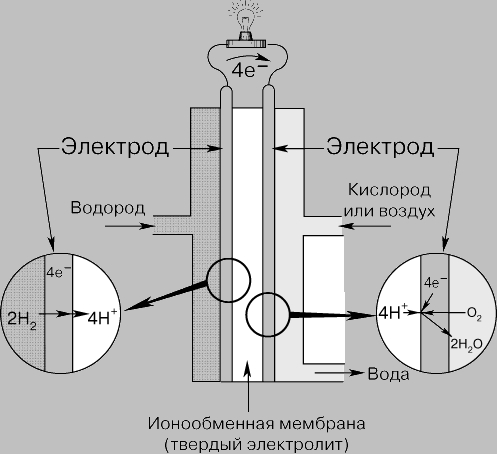 4e⁻
Электрод
Электрод
Водород
Кислород
или воздух
4e⁻
2H₂
4H⁺
4e⁻
4H⁺
O₂
2H₂O
Вода
Ионообменная мембрана
(твердый электролит)